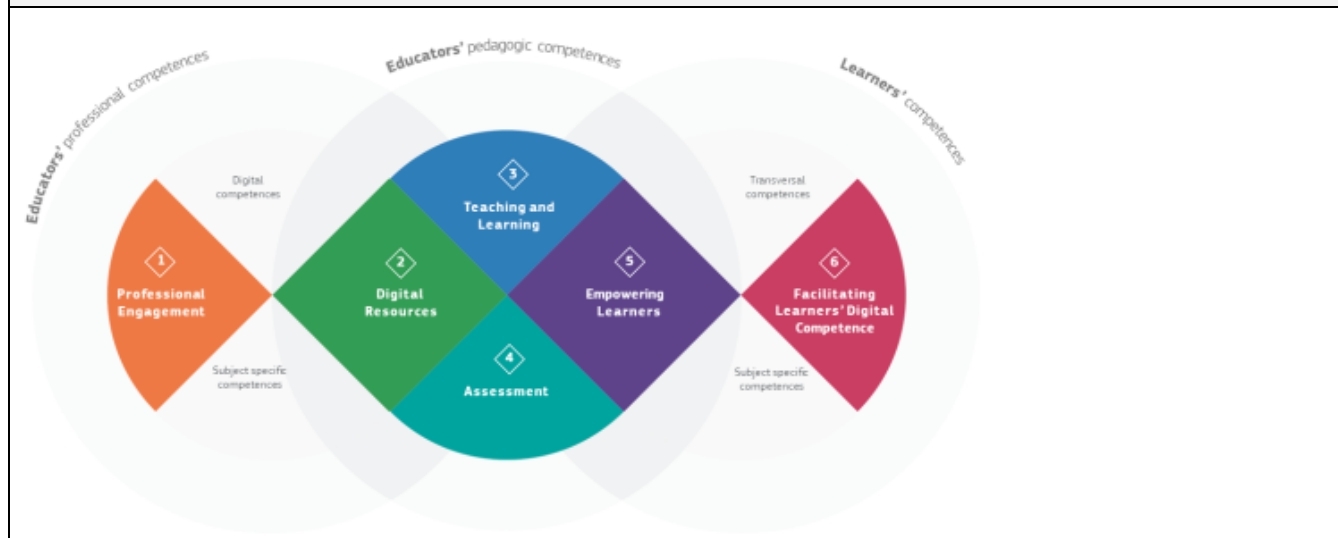 Educators' professional competences
Educators' pedagogic competences
Learners' competences
Digital
competences
Transversal
competences
3
Teaching and
Learning
1
Professional
Engagement
2
Digital
Resources
5
Empowering
Learners
6
Facilitating
Learners' Digital
Competence
4
Assessment
Subject specific
competences
Subject specific
competences